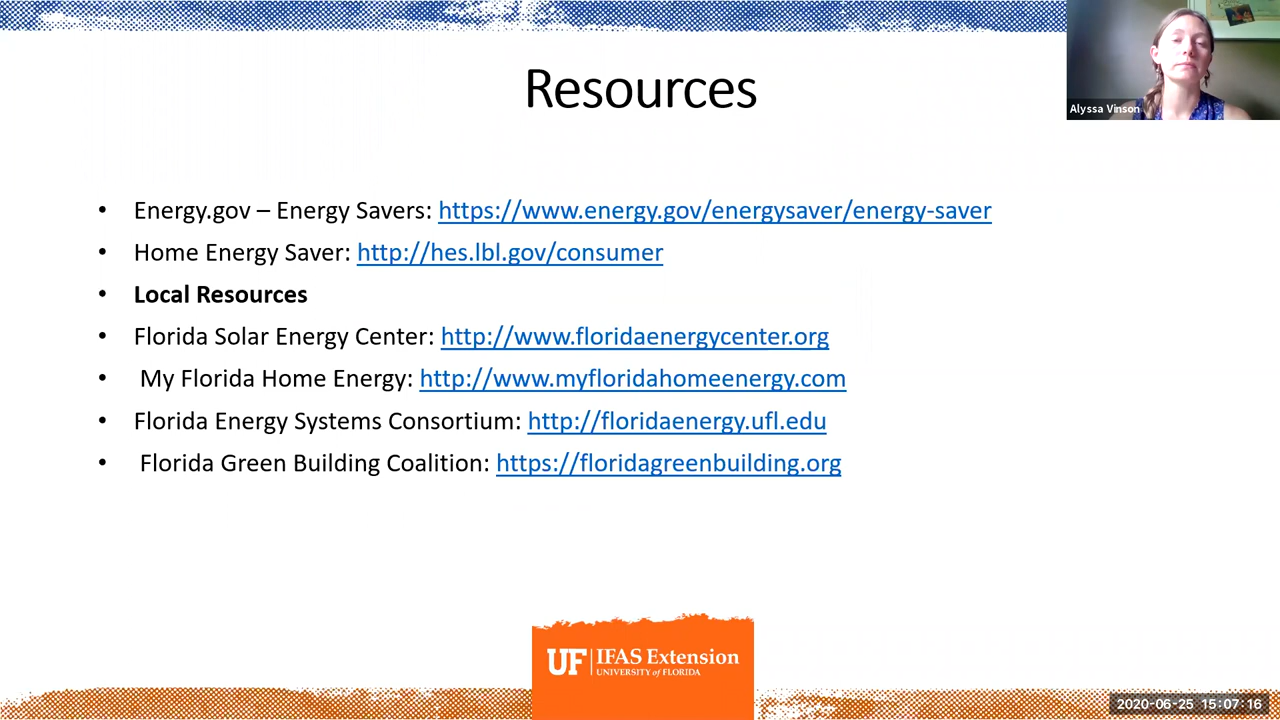 Resources
Alyssa Vinson
• Energy.gov – Energy Savers: https://www.energy.gov/energysaver/energy-saver
• Home Energy Saver: http://hes.lbl.gov/consumer
• Local Resources
• Florida Solar Energy Center: http://www.floridaenergycenter.org
• My Florida Home Energy: http://www.myfloridahomeenergy.com
• Florida Energy Systems Consortium: http://floridaenergy.ufl.edu
• Florida Green Building Coalition: https://floridagreenbuilding.org
UF IFAS Extension
UNIVERSITY of FLORIDA
2020-06-25 15:07:16